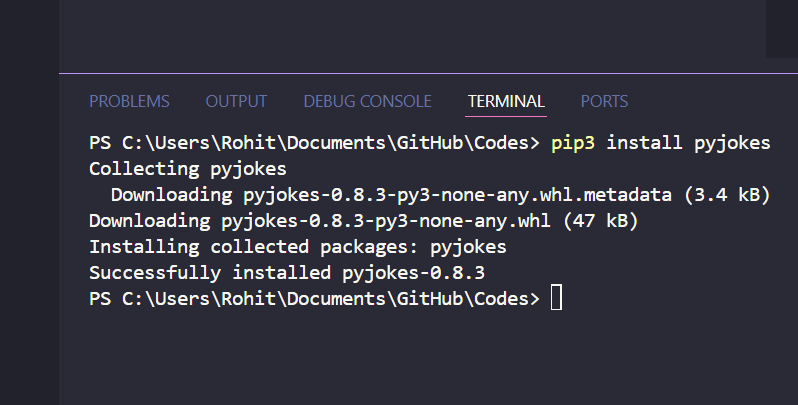 PROBLEMS OUTPUT DEBUG CONSOLE TERMINAL PORTS
PS C:\Users\Rohit\Documents\GitHub\Codes> pip3 install pyjokes
Collecting pyjokes
  Downloading pyjokes-0.8.3-py3-none-any.whl.metadata (3.4 kB)
Downloading pyjokes-0.8.3-py3-none-any.whl (47 kB)
Installing collected packages: pyjokes
Successfully installed pyjokes-0.8.3
PS C:\Users\Rohit\Documents\GitHub\Codes>